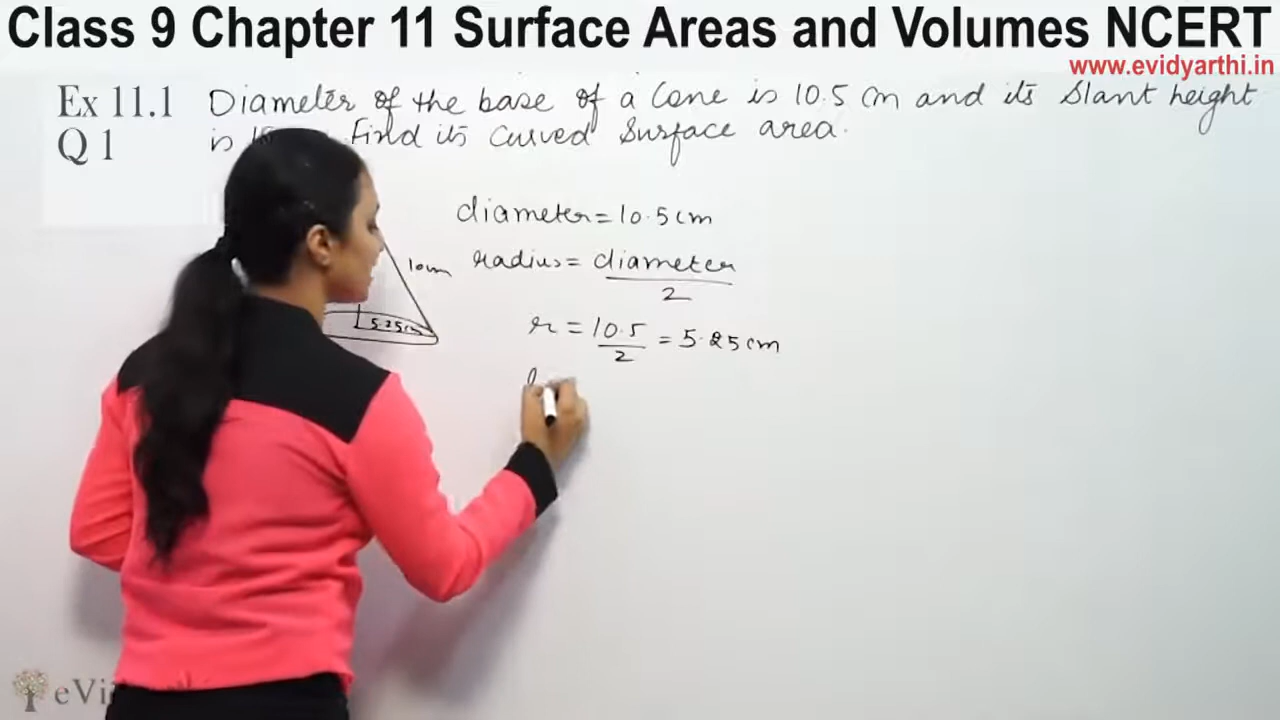 Class 9 Chapter 11 Surface Areas and Volumes NCERT
www.evidyarthi.in
Ex 11.1 Diameter of the base of a Cone is 10.5 cm and its slant height
Q 1 is find its curved surface area.
diameter = 10.5 cm
radius = diameter
2
10cm
5.25cm
r = 10.5 = 5.25 cm
2
l
eVi